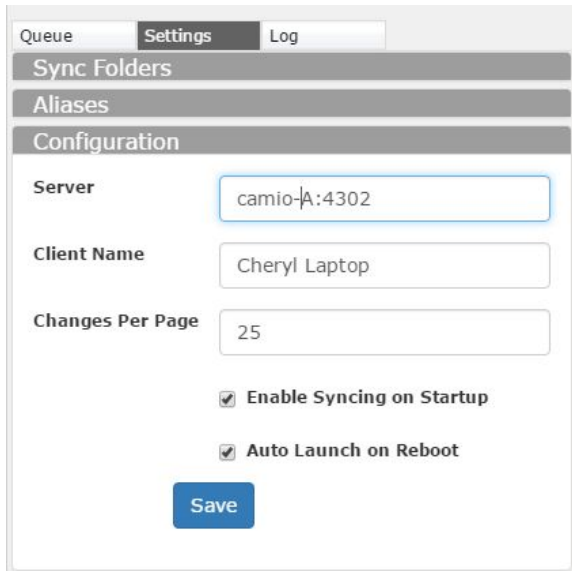 Queue Settings Log
Sync Folders
Aliases
Configuration
Server camio-A:4302
Client Name Cheryl Laptop
Changes Per Page 25
Enable Syncing on Startup
Auto Launch on Reboot
Save